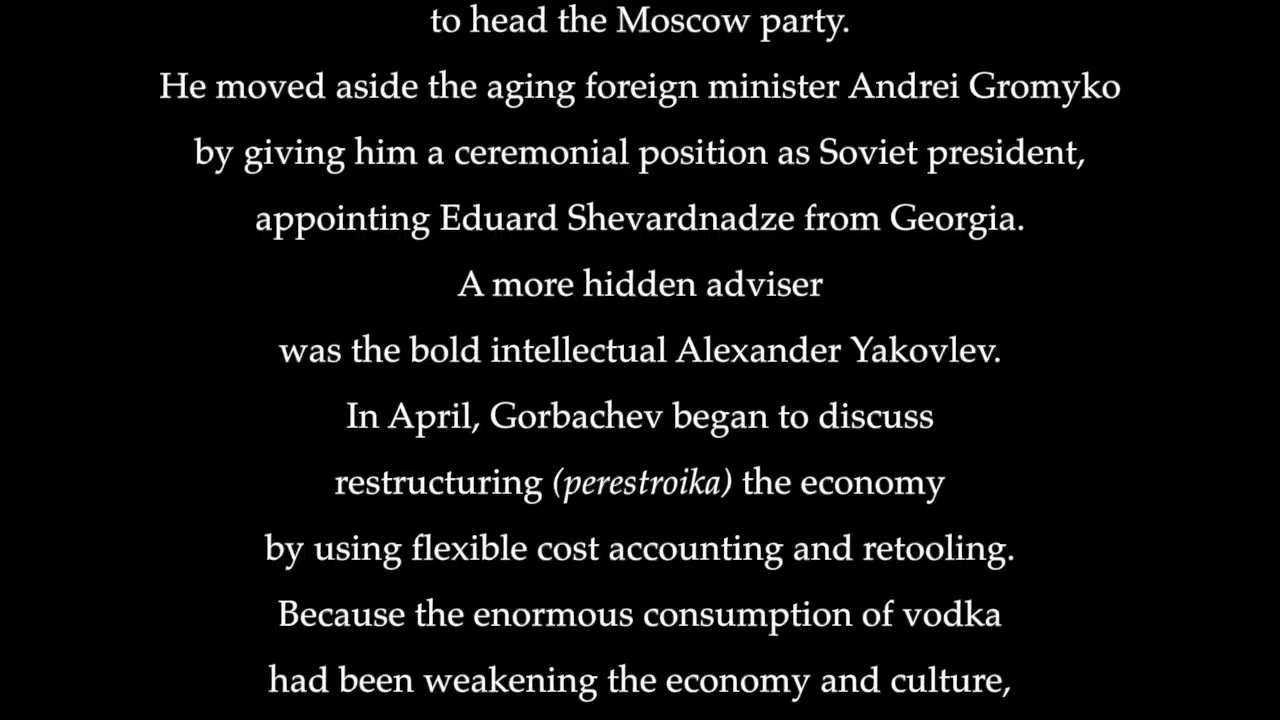 to head the Moscow party.
He moved aside the aging foreign minister Andrei Gromyko
by giving him a ceremonial position as Soviet president,
appointing Eduard Shevardnadze from Georgia.
A more hidden adviser
was the bold intellectual Alexander Yakovlev.
In April, Gorbachev began to discuss
restructuring (perestroika) the economy
by using flexible cost accounting and retooling.
Because the enormous consumption of vodka
had been weakening the economy and culture,